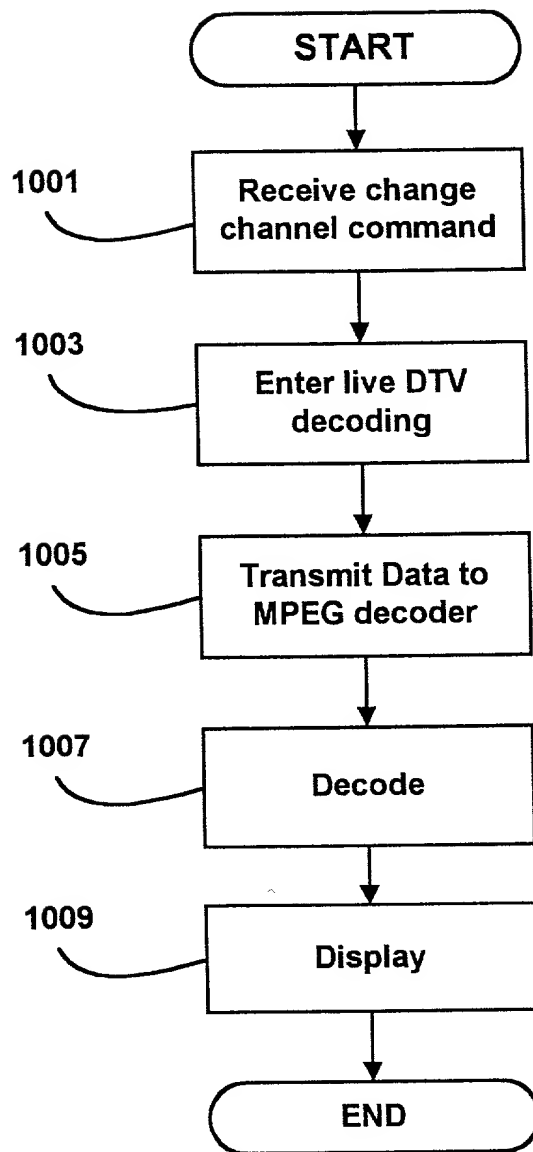 START
1001
Receive change
channel command
1003
Enter live DTV
decoding
1005
Transmit Data to
MPEG decoder
1007
Decode
1009
Display
END